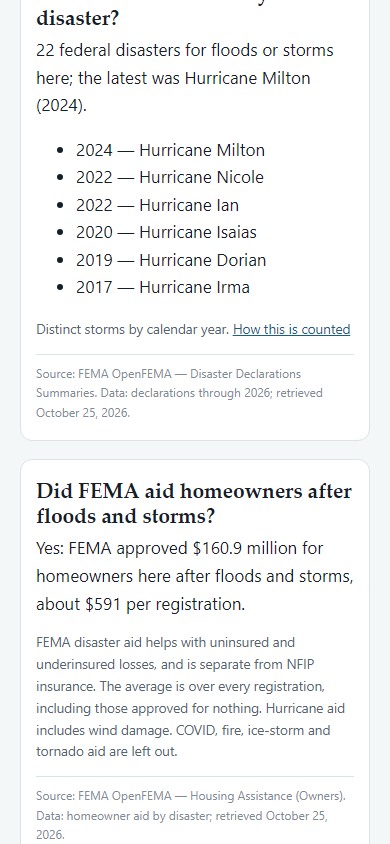 disaster?
22 federal disasters for floods or storms
here; the latest was Hurricane Milton
(2024).
• 2024 — Hurricane Milton
• 2022 — Hurricane Nicole
• 2022 — Hurricane Ian
• 2020 — Hurricane Isaias
• 2019 — Hurricane Dorian
• 2017 — Hurricane Irma
Distinct storms by calendar year. How this is counted
Source: FEMA OpenFEMA — Disaster Declarations
Summaries. Data: declarations through 2026; retrieved
October 25, 2026.
Did FEMA aid homeowners after
floods and storms?
Yes: FEMA approved $160.9 million for
homeowners here after floods and storms,
about $591 per registration.
FEMA disaster aid helps with uninsured and
underinsured losses, and is separate from NFIP
insurance. The average is over every registration,
including those approved for nothing. Hurricane aid
includes wind damage. COVID, fire, ice-storm and
tornado aid are left out.
Source: FEMA OpenFEMA — Housing Assistance (Owners).
Data: homeowner aid by disaster; retrieved October 25,
2026.